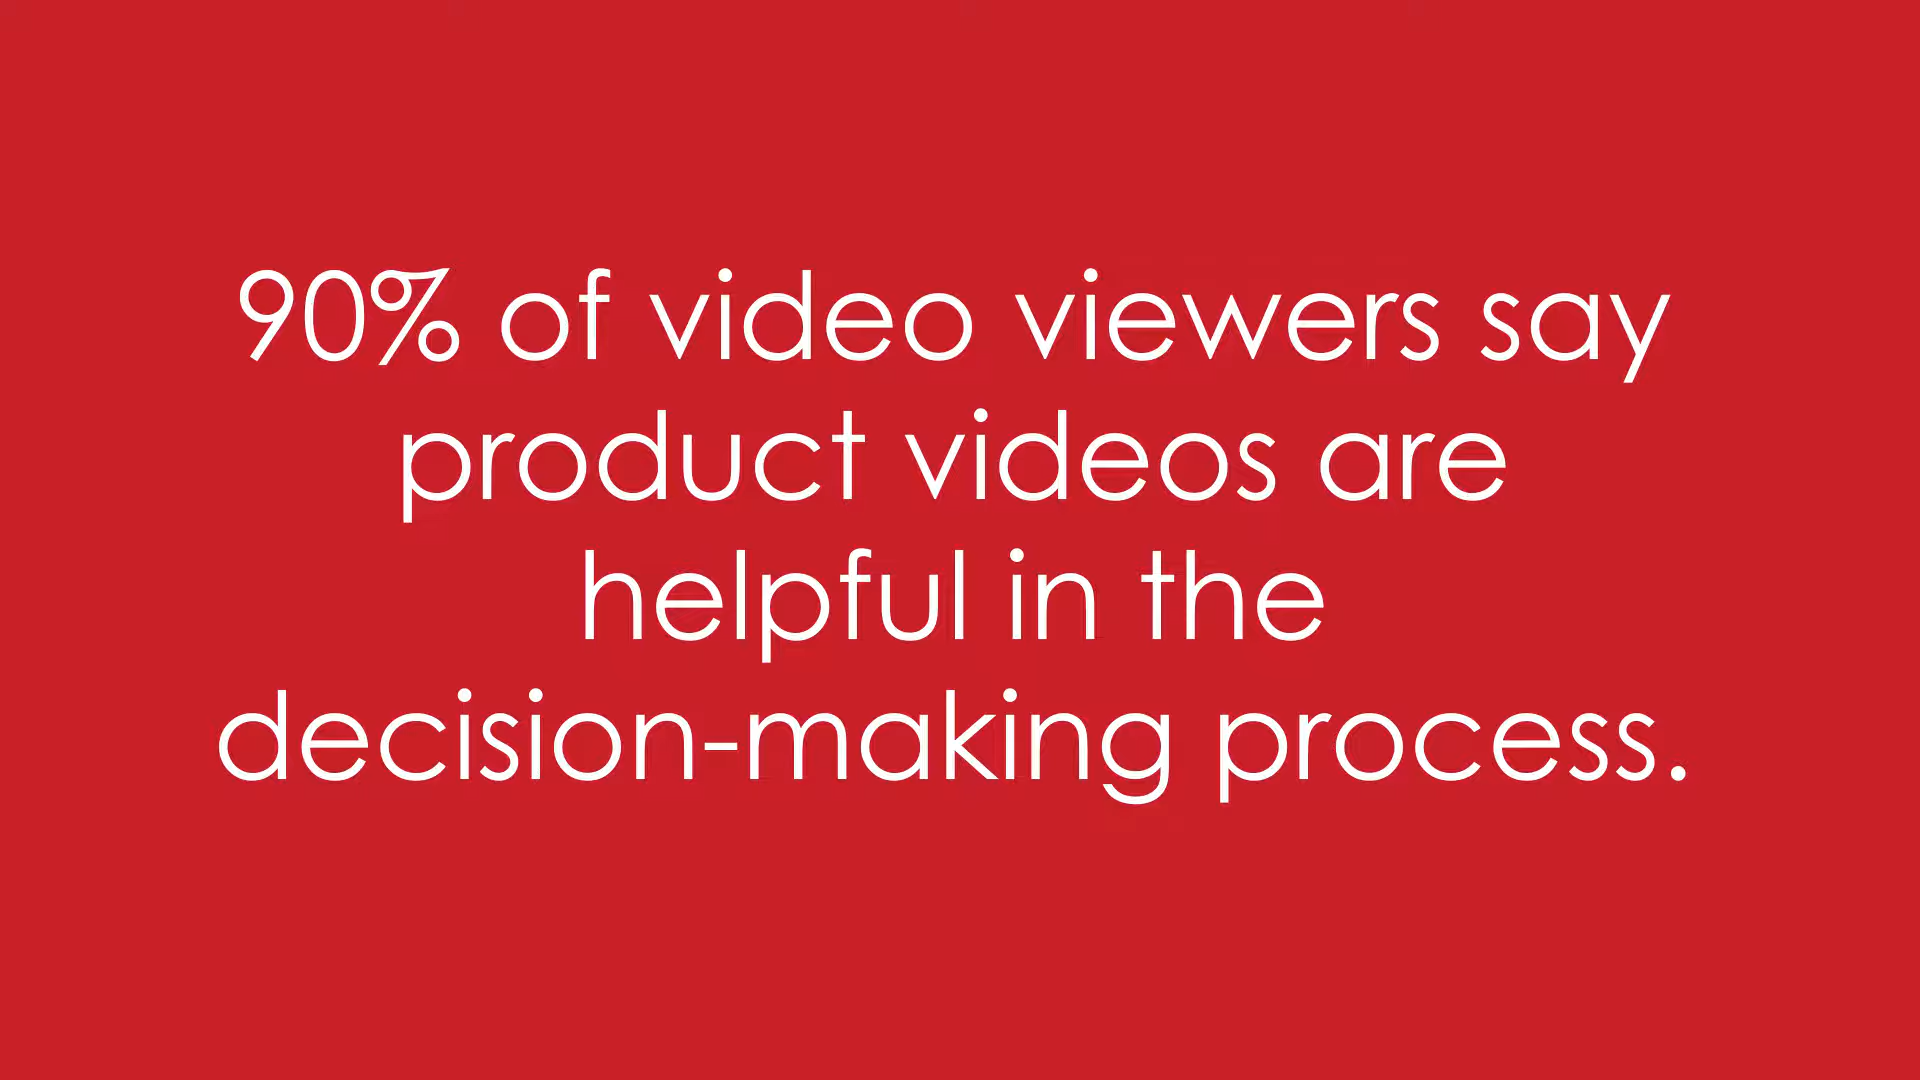 90% of video viewers say
product videos are
helpful in the
decision-making process.